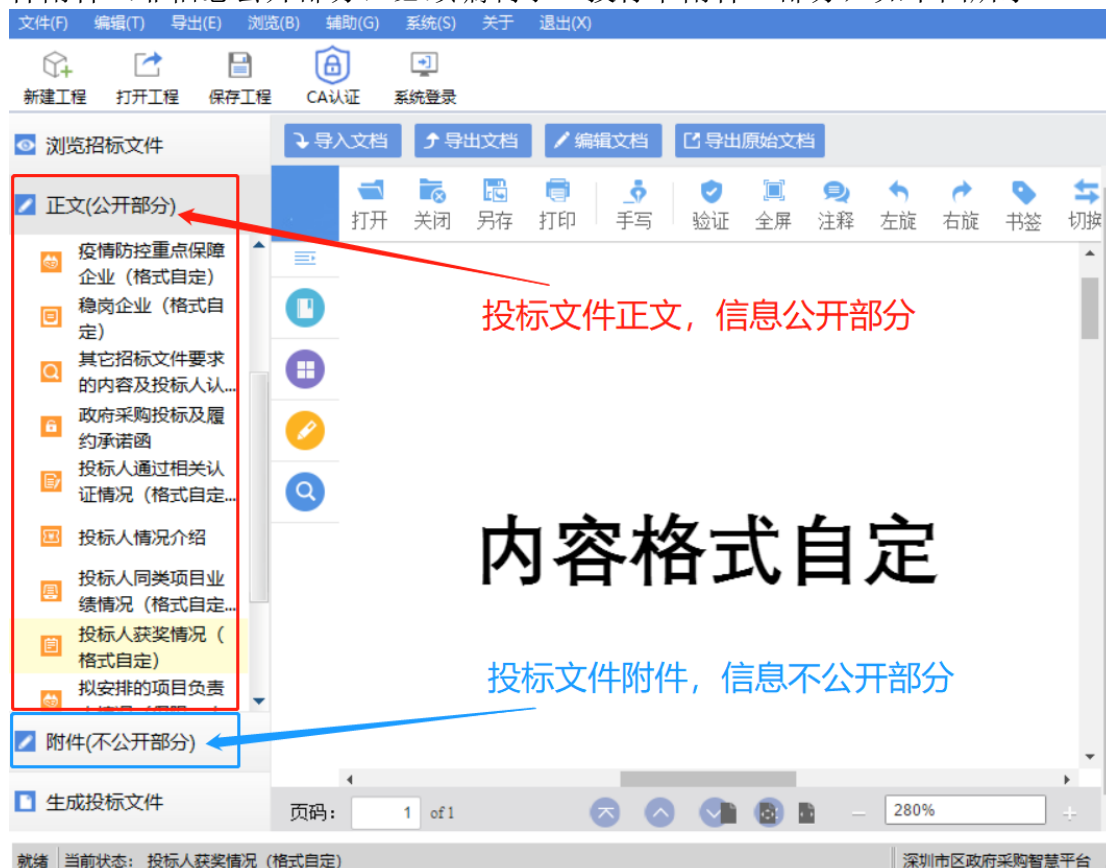 文件(F) 编辑(T) 导出(E) 浏览(B) 辅助(G) 系统(S) 关于 退出(X)
新建工程 打开工程 保存工程 CA认证 系统登录
浏览招标文件
导入文档 导出文档 编辑文档 导出原始文档
正文(公开部分)
打开 关闭 另存 打印 手写 验证 全屏 注释 左旋 右旋 书签 切换
疫情防控重点保障
企业（格式自定）
稳岗企业（格式自
定）
其它招标文件要求
的内容及投标人认...
政府采购投标及履
约承诺函
投标人通过相关认
证情况（格式自定...
投标人情况介绍
投标人同类项目业
绩情况（格式自定...
投标人获奖情况（
格式自定）
拟安排的项目负责
投标文件正文，信息公开部分
内容格式自定
投标文件附件，信息不公开部分
附件(不公开部分)
生成投标文件
页码： 1 of 1 280%
就绪 当前状态： 投标人获奖情况（格式自定） 深圳市区政府采购智慧平台